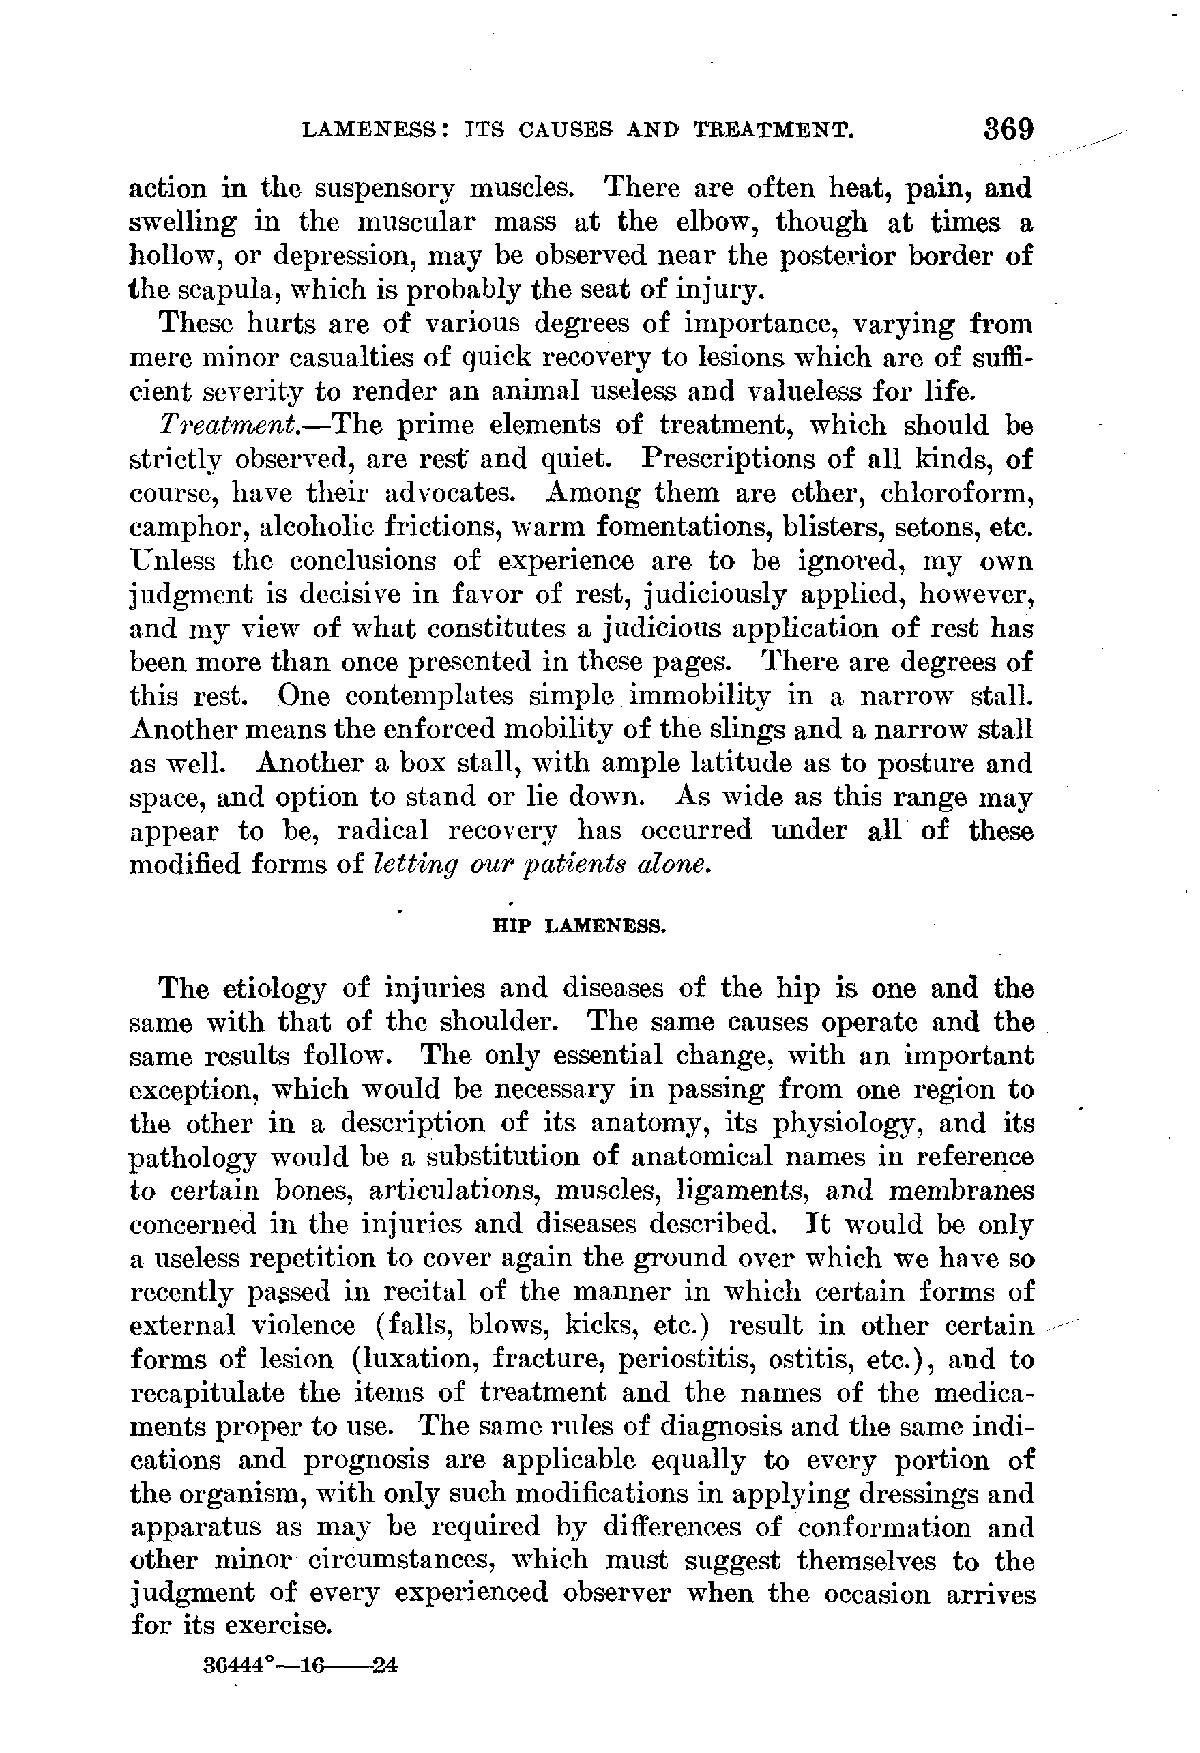 LAMENESS: ITS CAUSES AND TREATMENT. 369
action in the suspensory muscles. There are often heat, pain, and
swelling in the muscular mass at the elbow, though at times a
hollow, or depression, may be observed near the posterior border of
the scapula, which is probably the seat of injury.
These hurts are of various degrees of importance, varying from
mere minor casualties of quick recovery to lesions which are of suffi-
cient severity to render an animal useless and valueless for life.
Treatment.—The prime elements of treatment, which should be
strictly observed, are rest and quiet. Prescriptions of all kinds, of
course, have their advocates. Among them are ether, chloroform,
camphor, alcoholic frictions, warm fomentations, blisters, setons, etc.
Unless the conclusions of experience are to be ignored, my own
judgment is decisive in favor of rest, judiciously applied, however,
and my view of what constitutes a judicious application of rest has
been more than once presented in these pages. There are degrees of
this rest. One contemplates simple immobility in a narrow stall.
Another means the enforced mobility of the slings and a narrow stall
as well. Another a box stall, with ample latitude as to posture and
space, and option to stand or lie down. As wide as this range may
appear to be, radical recovery has occurred under all of these
modified forms of letting our patients alone.
HIP LAMENESS.
The etiology of injuries and diseases of the hip is one and the
same with that of the shoulder. The same causes operate and the
same results follow. The only essential change, with an important
exception, which would be necessary in passing from one region to
the other in a description of its anatomy, its physiology, and its
pathology would be a substitution of anatomical names in reference
to certain bones, articulations, muscles, ligaments, and membranes
concerned in the injuries and diseases described. It would be only
a useless repetition to cover again the ground over which we have so
recently passed in recital of the manner in which certain forms of
external violence (falls, blows, kicks, etc.) result in other certain
forms of lesion (luxation, fracture, periostitis, ostitis, etc.), and to
recapitulate the items of treatment and the names of the medica-
ments proper to use. The same rules of diagnosis and the same indi-
cations and prognosis are applicable equally to every portion of
the organism, with only such modifications in applying dressings and
apparatus as may be required by differences of conformation and
other minor circumstances, which must suggest themselves to the
judgment of every experienced observer when the occasion arrives
for its exercise.
36444°—16——24